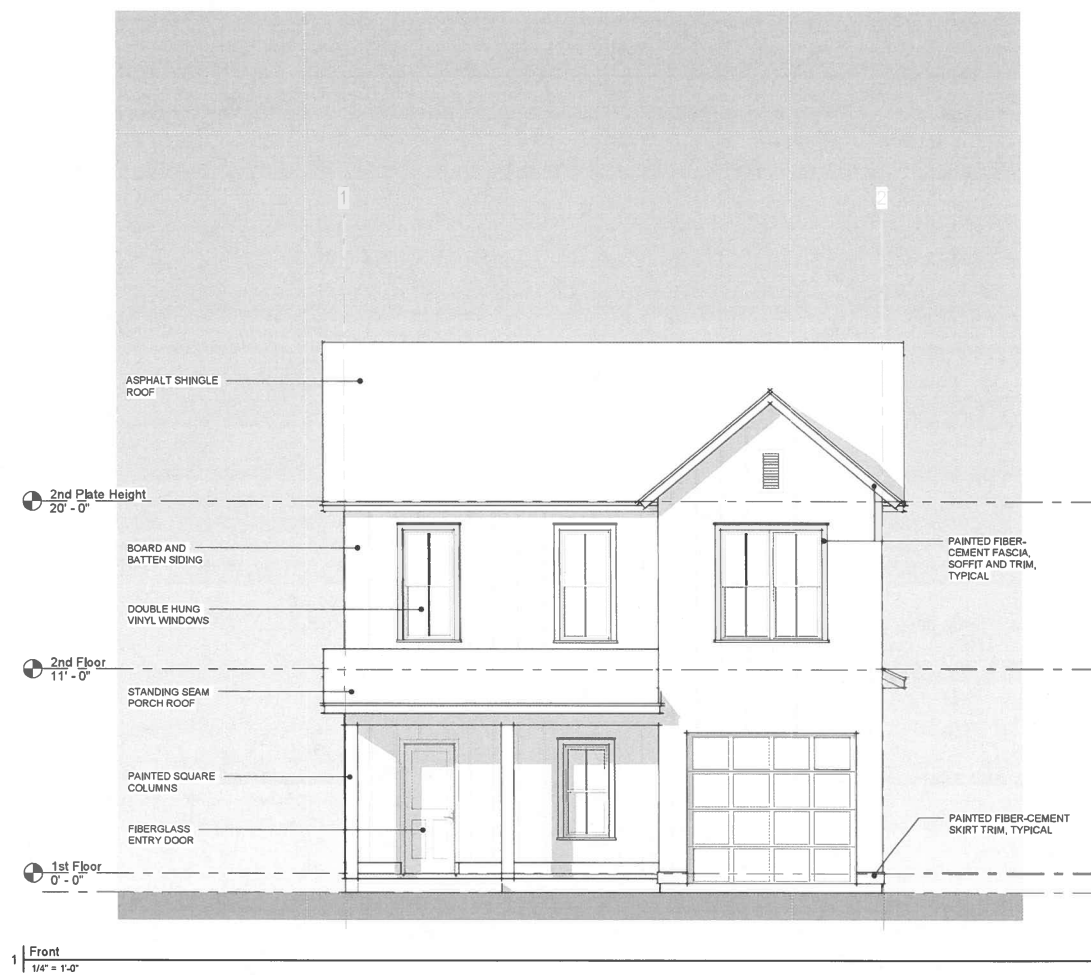 1
2
ASPHALT SHINGLE
ROOF
2nd Plate Height
20' - 0"
BOARD AND
BATTEN SIDING
PAINTED FIBER-
CEMENT FASCIA,
SOFFIT AND TRIM,
TYPICAL
DOUBLE HUNG
VINYL WINDOWS
2nd Floor
11' - 0"
STANDING SEAM
PORCH ROOF
PAINTED SQUARE
COLUMNS
PAINTED FIBER-CEMENT
SKIRT TRIM, TYPICAL
FIBERGLASS
ENTRY DOOR
1st Floor
0' - 0"
1
Front
1/4" = 1'-0"